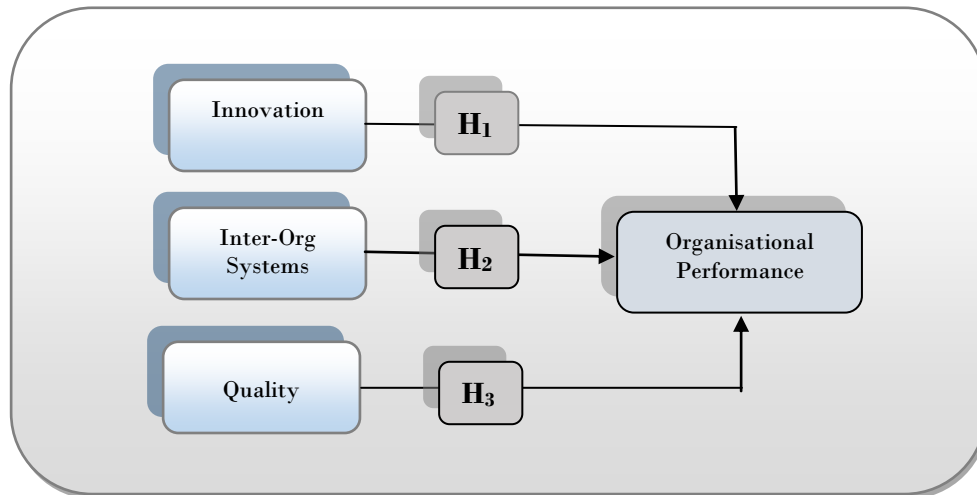 Innovation
H1
Inter-Org
Systems
H2
Organisational
Performance
Quality
H3